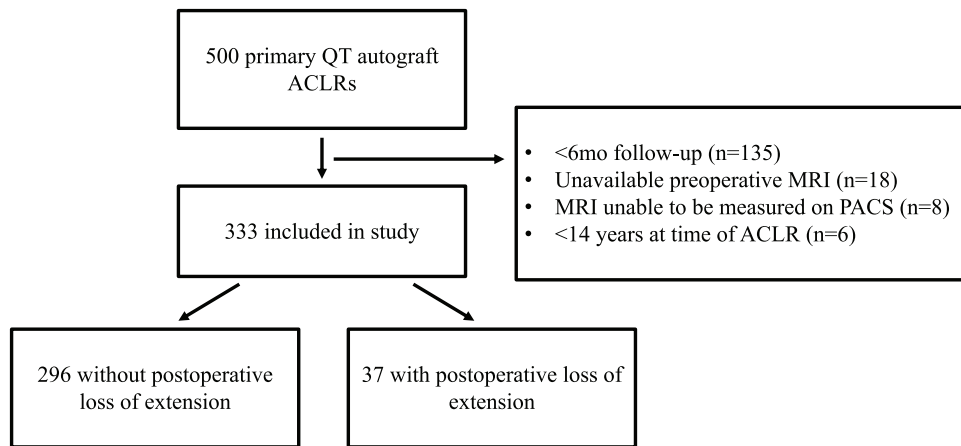 500 primary QT autograft
ACLRs
• <6mo follow-up (n=135)
• Unavailable preoperative MRI (n=18)
• MRI unable to be measured on PACS (n=8)
• <14 years at time of ACLR (n=6)
333 included in study
296 without postoperative
loss of extension
37 with postoperative loss of
extension